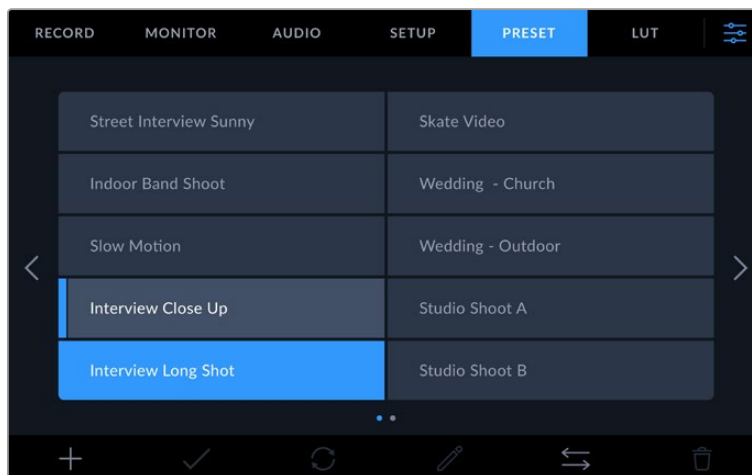 RECORD MONITOR AUDIO SETUP PRESET LUT
Street Interview Sunny Skate Video
Indoor Band Shoot Wedding - Church
Slow Motion Wedding - Outdoor
Interview Close Up Studio Shoot A
Interview Long Shot Studio Shoot B